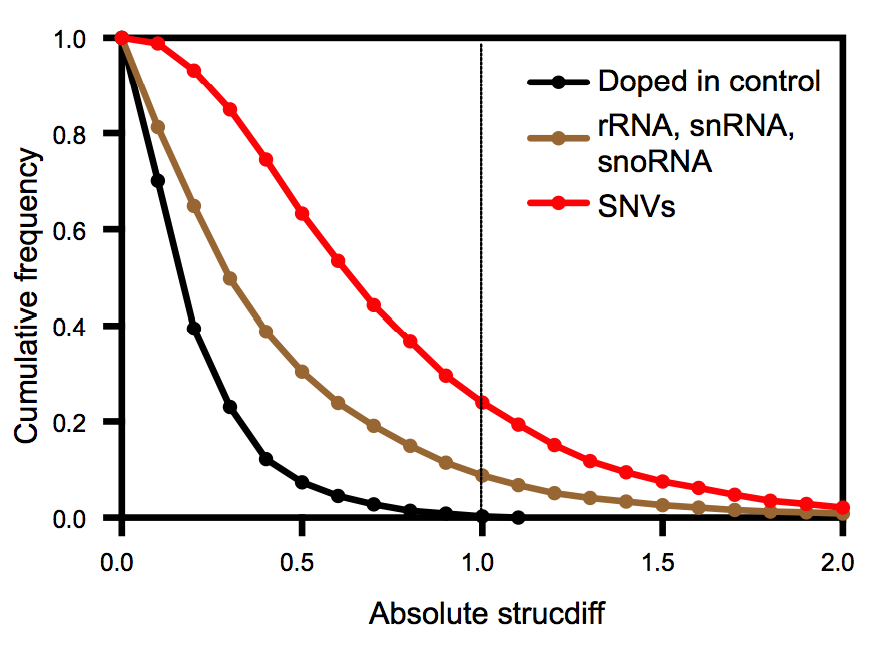 1.0
0.8
0.6
0.4
0.2
0.0
Cumulative frequency
Doped in control
rRNA, snRNA,
snoRNA
SNVs
0.0 0.5 1.0 1.5 2.0
Absolute strucdiff